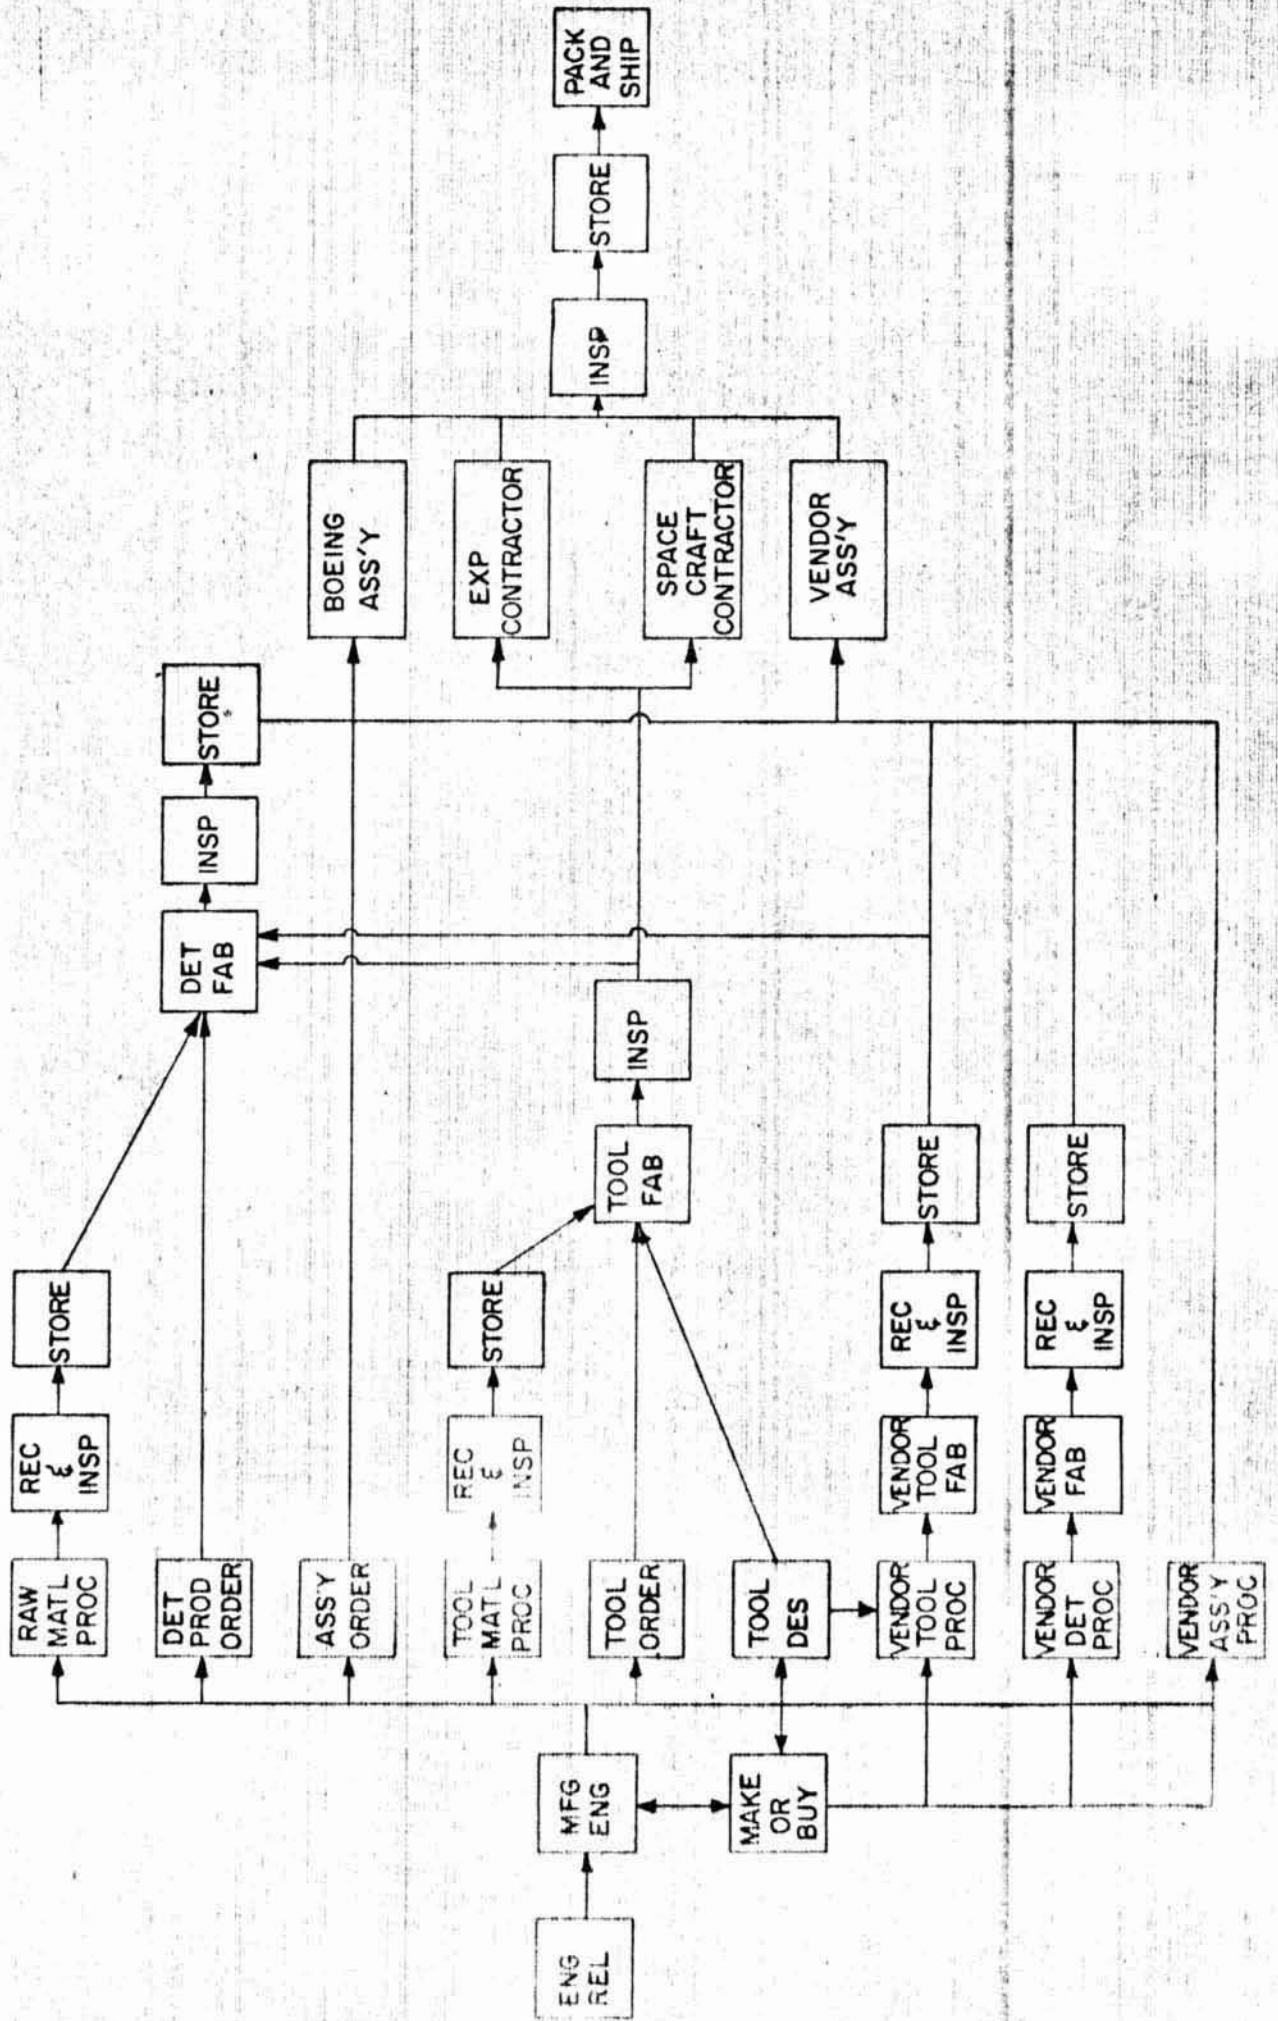 ENG
REL
MFG
ENG
MAKE
OR
BUY
RAW
MATL
PROC
REC
&
INSP
STORE
DET
PROD
ORDER
DET
FAB
INSP
STORE
ASS'Y
ORDER
BOEING
ASS'Y
TOOL
MATL
PROC
REC
&
INSP
STORE
TOOL
ORDER
TOOL
FAB
INSP
EXP
CONTRACTOR
SPACE
CRAFT
CONTRACTOR
TOOL
DES
VENDOR
TOOL
PROC
VENDOR
TOOL
FAB
REC
&
INSP
STORE
VENDOR
DET
PROC
VENDOR
FAB
REC
&
INSP
STORE
VENDOR
ASS'Y
PROC
VENDOR
ASS'Y
INSP
STORE
PACK
AND
SHIP